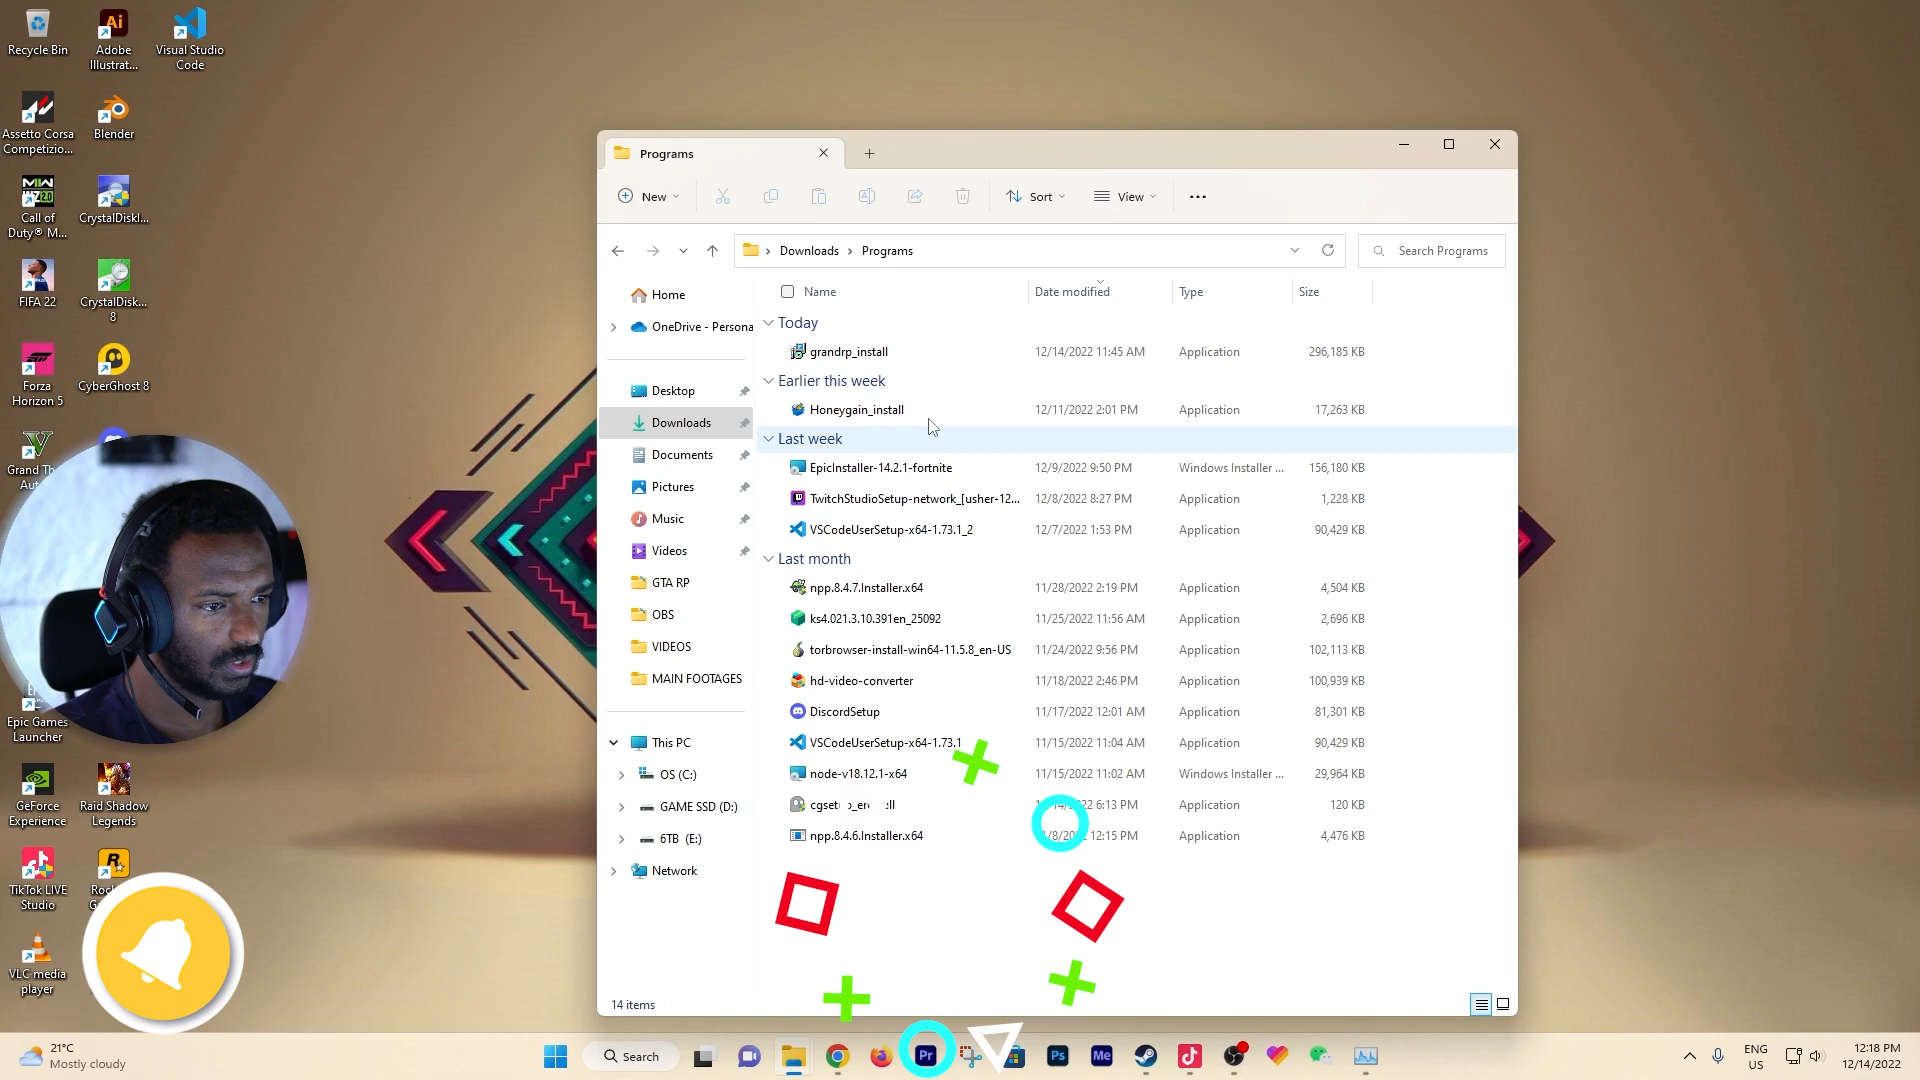 Recycle Bin
Adobe
Illustrat...
Visual Studio
Code
Assetto Corsa
Competizio...
Blender
Call of
Duty® M...
CrystalDiskI...
FIFA 22
CrystalDisk...
8
Forza
Horizon 5
CyberGhost 8
Grand Th
Aut
Epic Games
Launcher
GeForce
Experience
Raid Shadow
Legends
TikTok LIVE
Studio
VLC media
player
Programs
New
Sort
View
Downloads
Programs
Search Programs
Home
OneDrive - Persona
Desktop
Downloads
Documents
Pictures
Music
Videos
GTA RP
OBS
VIDEOS
MAIN FOOTAGES
This PC
OS (C:)
GAME SSD (D:)
6TB (E:)
Network
Name Date modified Type Size
Today
grandrp_install 12/14/2022 11:45 AM Application 296,185 KB
Earlier this week
Honeygain_install 12/11/2022 2:01 PM Application 17,263 KB
Last week
EpicInstaller-14.2.1-fortnite 12/9/2022 9:50 PM Windows Installer ... 156,180 KB
TwitchStudioSetup-network_[usher-12... 12/8/2022 8:27 PM Application 1,228 KB
VSCodeUserSetup-x64-1.73.1_2 12/7/2022 1:53 PM Application 90,429 KB
Last month
npp.8.4.7.Installer.x64 11/28/2022 2:19 PM Application 4,504 KB
ks4.021.3.10.391en_25092 11/25/2022 11:56 AM Application 2,696 KB
torbrowser-install-win64-11.5.8_en-US 11/24/2022 9:56 PM Application 102,113 KB
hd-video-converter 11/18/2022 2:46 PM Application 100,939 KB
DiscordSetup 11/17/2022 12:01 AM Application 81,301 KB
VSCodeUserSetup-x64-1.73.1 11/15/2022 11:04 AM Application 90,429 KB
node-v18.12.1-x64 11/15/2022 11:02 AM Windows Installer ... 29,964 KB
6:13 PM Application 120 KB
npp.8.4.6.Installer.x64 12:15 PM Application 4,476 KB
14 items
21°C
Mostly cloudy
Search
Pr
Ps
Me
ENG
US
12:18 PM
12/14/2022